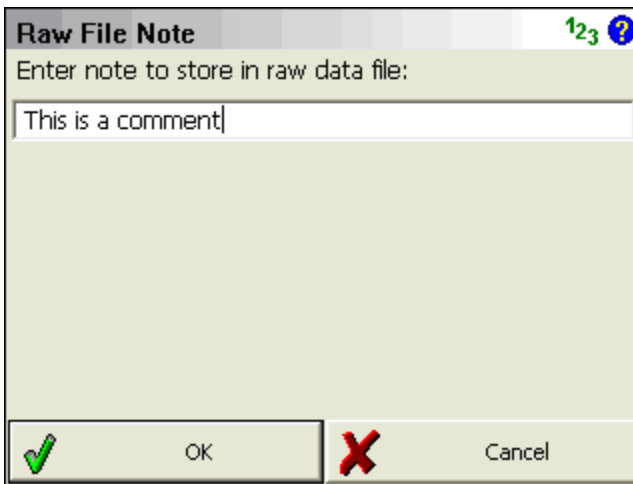 Raw File Note 123 ?
Enter note to store in raw data file:
This is a comment
OK Cancel